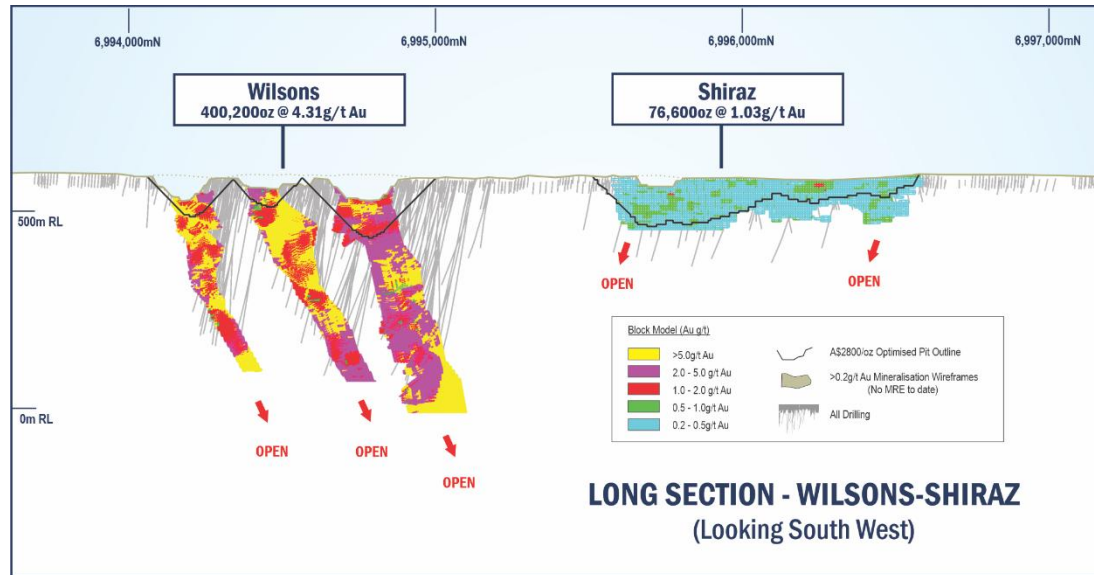 6,994,000mN
6,995,000mN
6,996,000mN
6,997,000mN
Wilsons
400,200oz @ 4.31g/t Au
Shiraz
76,600oz @ 1.03g/t Au
500m RL
0m RL
OPEN
OPEN
OPEN
OPEN
OPEN
Block Model (Au g/t)
>5.0g/t Au
2.0 - 5.0 g/t Au
1.0 - 2.0 g/t Au
0.5 - 1.0g/t Au
0.2 - 0.5g/t Au
A$2800/oz Optimised Pit Outline
>0.2g/t Au Mineralisation Wireframes
(No MRE to date)
All Drilling
LONG SECTION - WILSONS-SHIRAZ
(Looking South West)